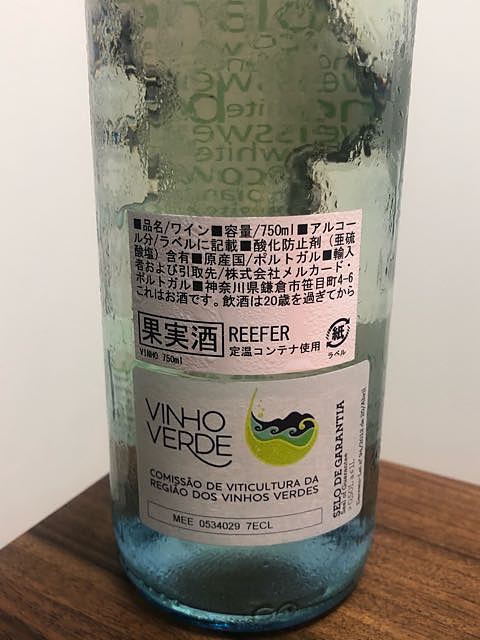 white
weisswe
white
■品名/ワイン■容量/750ml■アルコー
ル分/ラベルに記載■酸化防止剤(亜硫
酸塩)含有■原産国/ポルトガル■輸入
者および引取先/株式会社メルカード・
ポルトガル■神奈川県鎌倉市笹目町4-6
これはお酒です。飲酒は20歳を過ぎてから
果実酒 REEFER
定温コンテナ使用
VINHO 750ml
紙
ラベル
VINHO
VERDE
COMISSÃO DE VITICULTURA DA
REGIÃO DOS VINHOS VERDES
MEE 0534029 7ECL
SELO DE GARANTIA
Seal of Guarantee